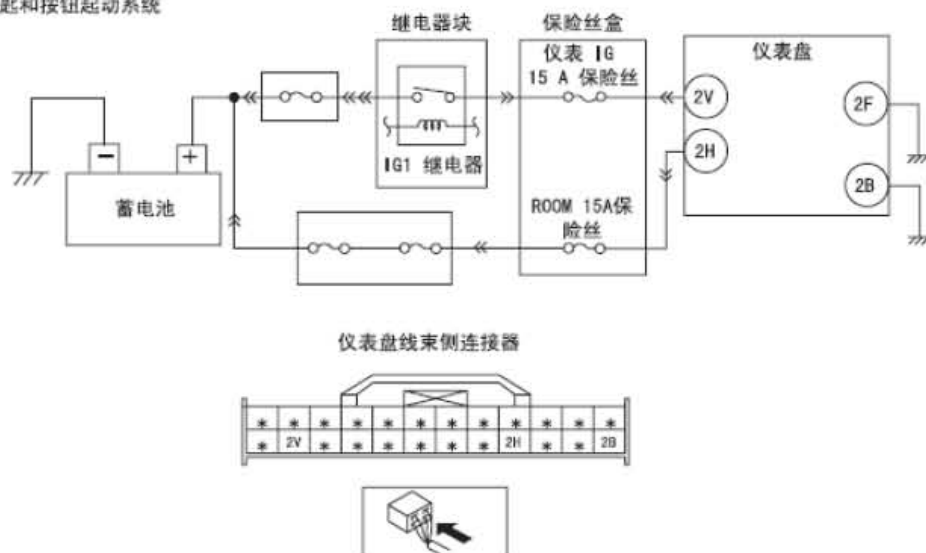 匙和按钮起动系统
继电器块
保险丝盒
仪表 IG
15 A 保险丝
仪表盘
2V
2F
2H
IG1 继电器
- +
蓄电池
ROOM 15A保
险丝
2B
仪表盘线束侧连接器
* * * * * * * * * * * *
* 2V * * * * * * 2H * * 2B